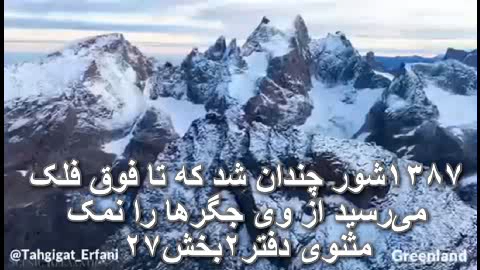 ۱۳۸۷شور چندان شد که تا فوق فلک
می‌رسید از وی جگرها را نمک
مثنوی دفتر۲بخش۲۷
@Tahgigat_Erfani
Greenland